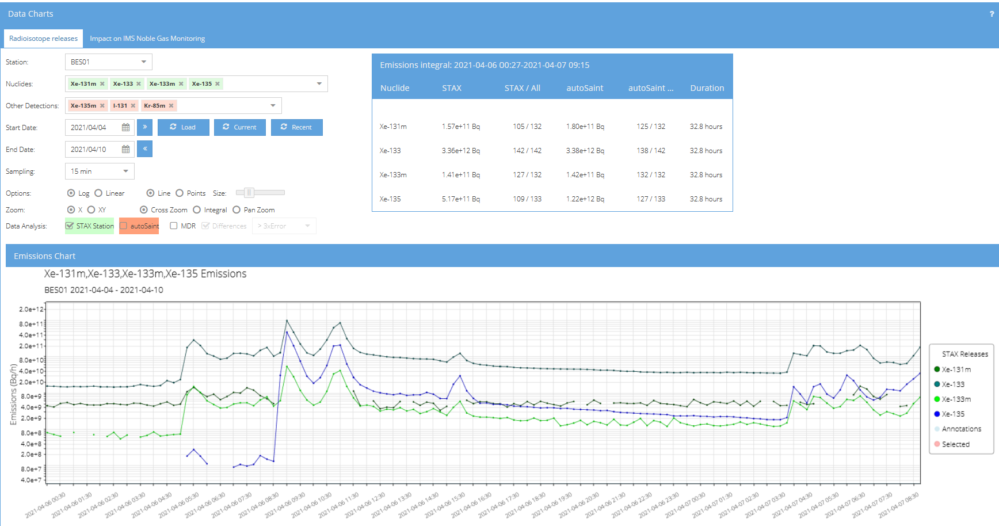 Data Charts
?
Radioisotope releases
Impact on IMS Noble Gas Monitoring
Station: BES01
Nuclides: Xe-131m × Xe-133 × Xe-133m × Xe-135 ×
Other Detections: Xe-135m × I-131 × Kr-85m ×
Start Date: 2021/04/04 » Load Current Recent
End Date: 2021/04/10 «
Sampling: 15 min
Options: Log Linear Line Points Size:
Zoom: X XY Cross Zoom Integral Pan Zoom
Data Analysis: STAX Station autoSaint MDR Differences > 3xError
Emissions integral: 2021-04-06 00:27-2021-04-07 09:15
Nuclide STAX STAX / All autoSaint autoSaint ... Duration
Xe-131m 1.57e+11 Bq 105 / 132 1.80e+11 Bq 125 / 132 32.8 hours
Xe-133 3.36e+12 Bq 142 / 142 3.38e+12 Bq 138 / 142 32.8 hours
Xe-133m 1.41e+11 Bq 127 / 132 1.42e+11 Bq 132 / 132 32.8 hours
Xe-135 5.17e+11 Bq 109 / 133 1.22e+12 Bq 127 / 133 32.8 hours
Emissions Chart
Xe-131m,Xe-133,Xe-133m,Xe-135 Emissions
BES01 2021-04-04 - 2021-04-10
Emissions (Bq/h)
2.0e+12
8.0e+11
4.0e+11
2.0e+11
8.0e+10
4.0e+10
2.0e+10
8.0e+9
4.0e+9
2.0e+9
8.0e+8
4.0e+8
2.0e+8
8.0e+7
4.0e+7
2021-04-06 00:30
2021-04-06 01:30
2021-04-06 02:30
2021-04-06 03:30
2021-04-06 04:30
2021-04-06 05:30
2021-04-06 06:30
2021-04-06 07:30
2021-04-06 08:30
2021-04-06 09:30
2021-04-06 10:30
2021-04-06 11:30
2021-04-06 12:30
2021-04-06 13:30
2021-04-06 14:30
2021-04-06 15:30
2021-04-06 16:30
2021-04-06 17:30
2021-04-06 18:30
2021-04-06 19:30
2021-04-06 20:30
2021-04-06 21:30
2021-04-06 22:30
2021-04-06 23:30
2021-04-07 00:30
2021-04-07 01:30
2021-04-07 02:30
2021-04-07 03:30
2021-04-07 04:30
2021-04-07 05:30
2021-04-07 06:30
2021-04-07 07:30
2021-04-07 08:30
STAX Releases
Xe-131m
Xe-133
Xe-133m
Xe-135
Annotations
Selected